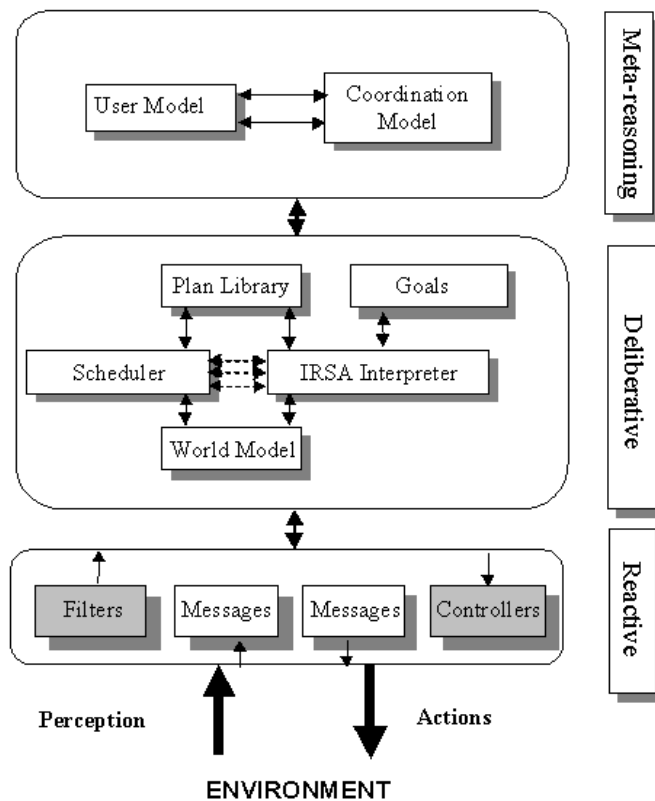 User Model
Coordination
Model
Meta-reasoning
Plan Library
Goals
Scheduler
IRSA Interpreter
World Model
Deliberative
Filters
Messages
Messages
Controllers
Reactive
Perception
Actions
ENVIRONMENT